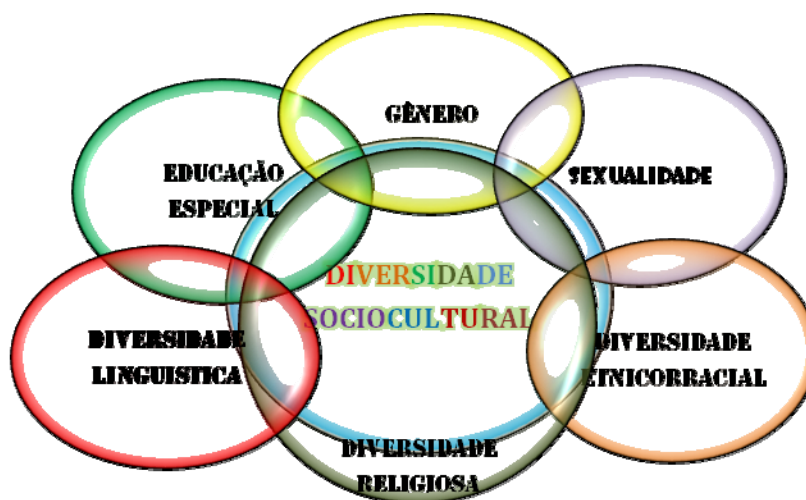 GÊNERO
EDUCAÇÃO
ESPECIAL
SEXUALIDADE
DIVERSIDADE
SOCIOCULTURAL
DIVERSIDADE
LINGUISTICA
DIVERSIDADE
ETNICORRACIAL
DIVERSIDADE
RELIGIOSA